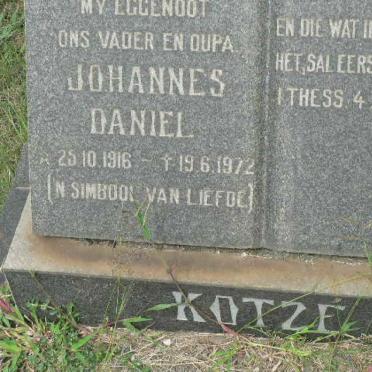 MY EGGENOOT
ONS VADER EN OUPA
JOHANNES
DANIEL
25.10.1916 – † 19.6.1972
('N SIMBOOL VAN LIEFDE)
EN DIE WAT IN
HET, SAL EERS
I THESS. 4
KOTZE